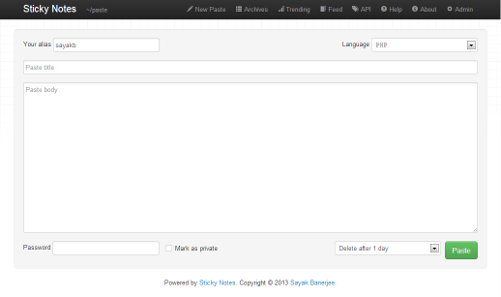 Sticky Notes ~/paste New Paste Archives Trending Feed API Help About Admin
Your alias sayakb Language PHP
Paste title
Paste body
Password Mark as private Delete after 1 day Paste
Powered by Sticky Notes. Copyright © 2013 Sayak Banerjee.